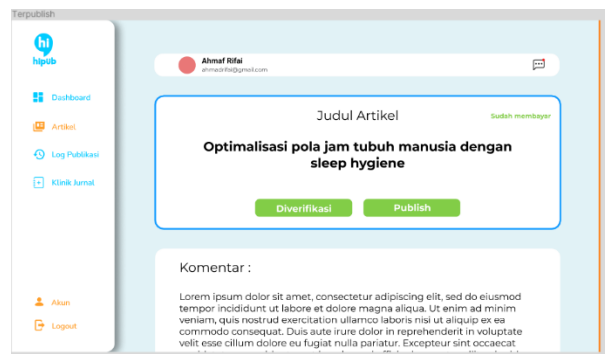 Terpublish
hi
hipub
Dashboard
Artikel
Log Publikasi
Klinik Jurnal
Akun
Logout
Ahmaf Rifai
ahmadrifai@gmail.com
Judul Artikel
Sudah membayar
Optimalisasi pola jam tubuh manusia dengan
sleep hygiene
Diverifikasi
Publish
Komentar :
Lorem ipsum dolor sit amet, consectetur adipiscing elit, sed do eiusmod
tempor incididunt ut labore et dolore magna aliqua. Ut enim ad minim
veniam, quis nostrud exercitation ullamco laboris nisi ut aliquip ex ea
commodo consequat. Duis aute irure dolor in reprehenderit in voluptate
velit esse cillum dolore eu fugiat nulla pariatur. Excepteur sint occaecat